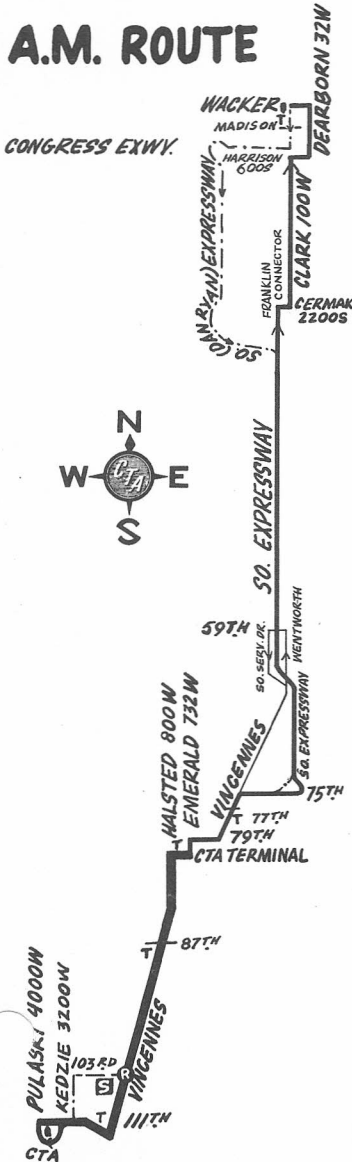 A.M. ROUTE
DEARBORN 32W
WACKER
T
MADISON
CONGRESS EXWY.
HARRISON
600S
SO. (DAN RYAN) EXPRESSWAY
CLARK 100W
FRANKLIN
CONNECTOR
CERMAK
2200S
N
W
CTA
E
S
SO. EXPRESSWAY
59TH
SO. SERV. DR.
WENTWORTH
SO. EXPRESSWAY
HALSTED 800W
EMERALD 732W
VINCENNES
75TH
T
77TH
79TH
T
CTA TERMINAL
T
87TH
PULASKI 4000W
KEDZIE 3200W
VINCENNES
103RD
R
S
T
111TH
CTA